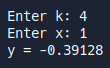 Enter k: 4
Enter x: 1
y = -0.39128